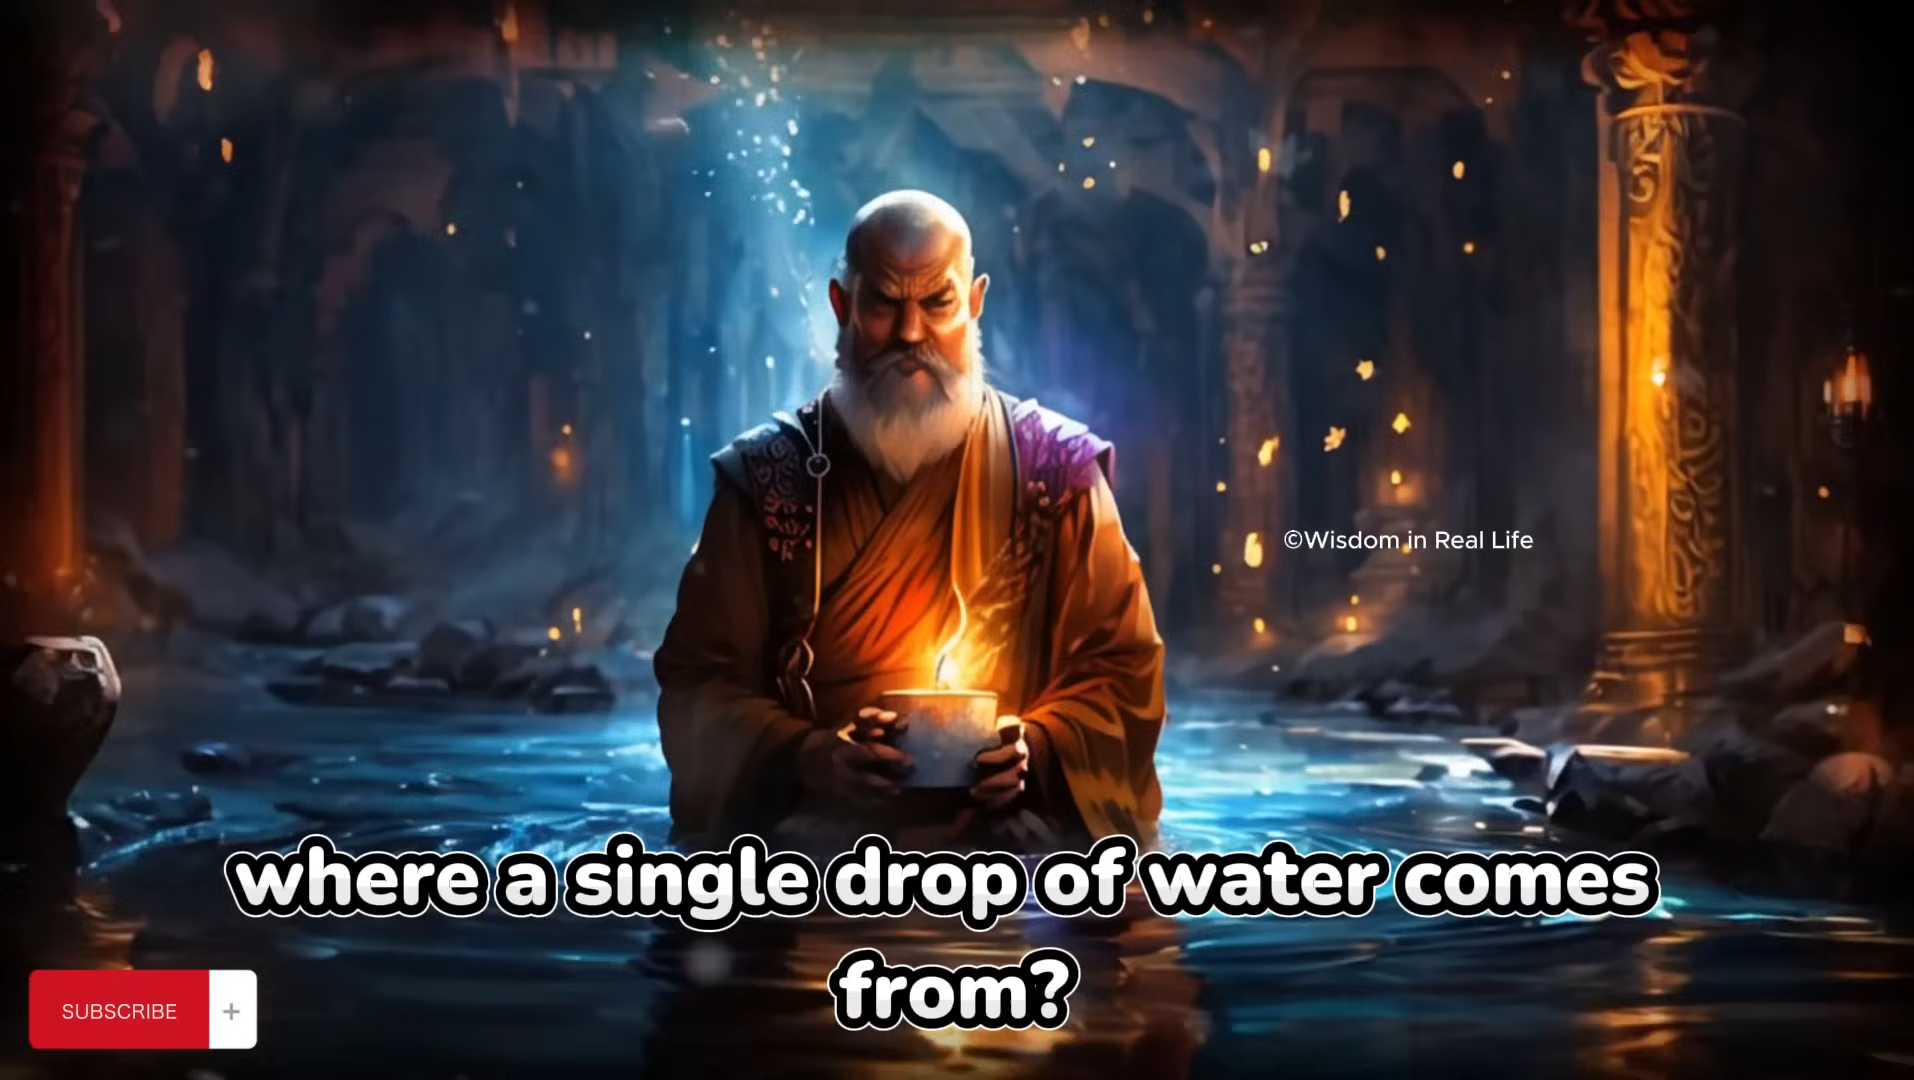 ©Wisdom in Real Life
where a single drop of water comes
from?
SUBSCRIBE +